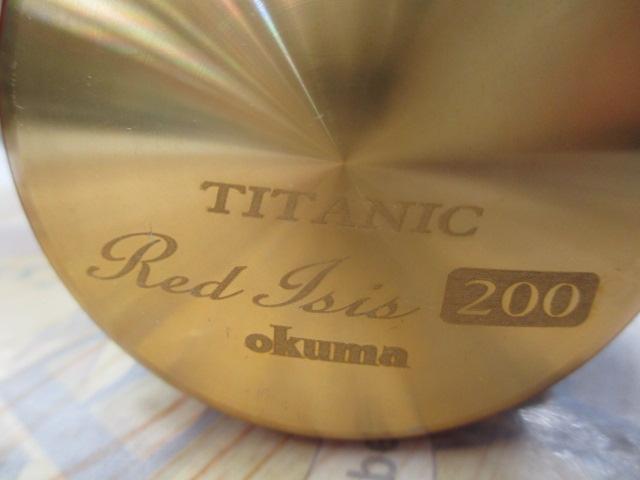 TITANIC
Red Isis 200
okuma